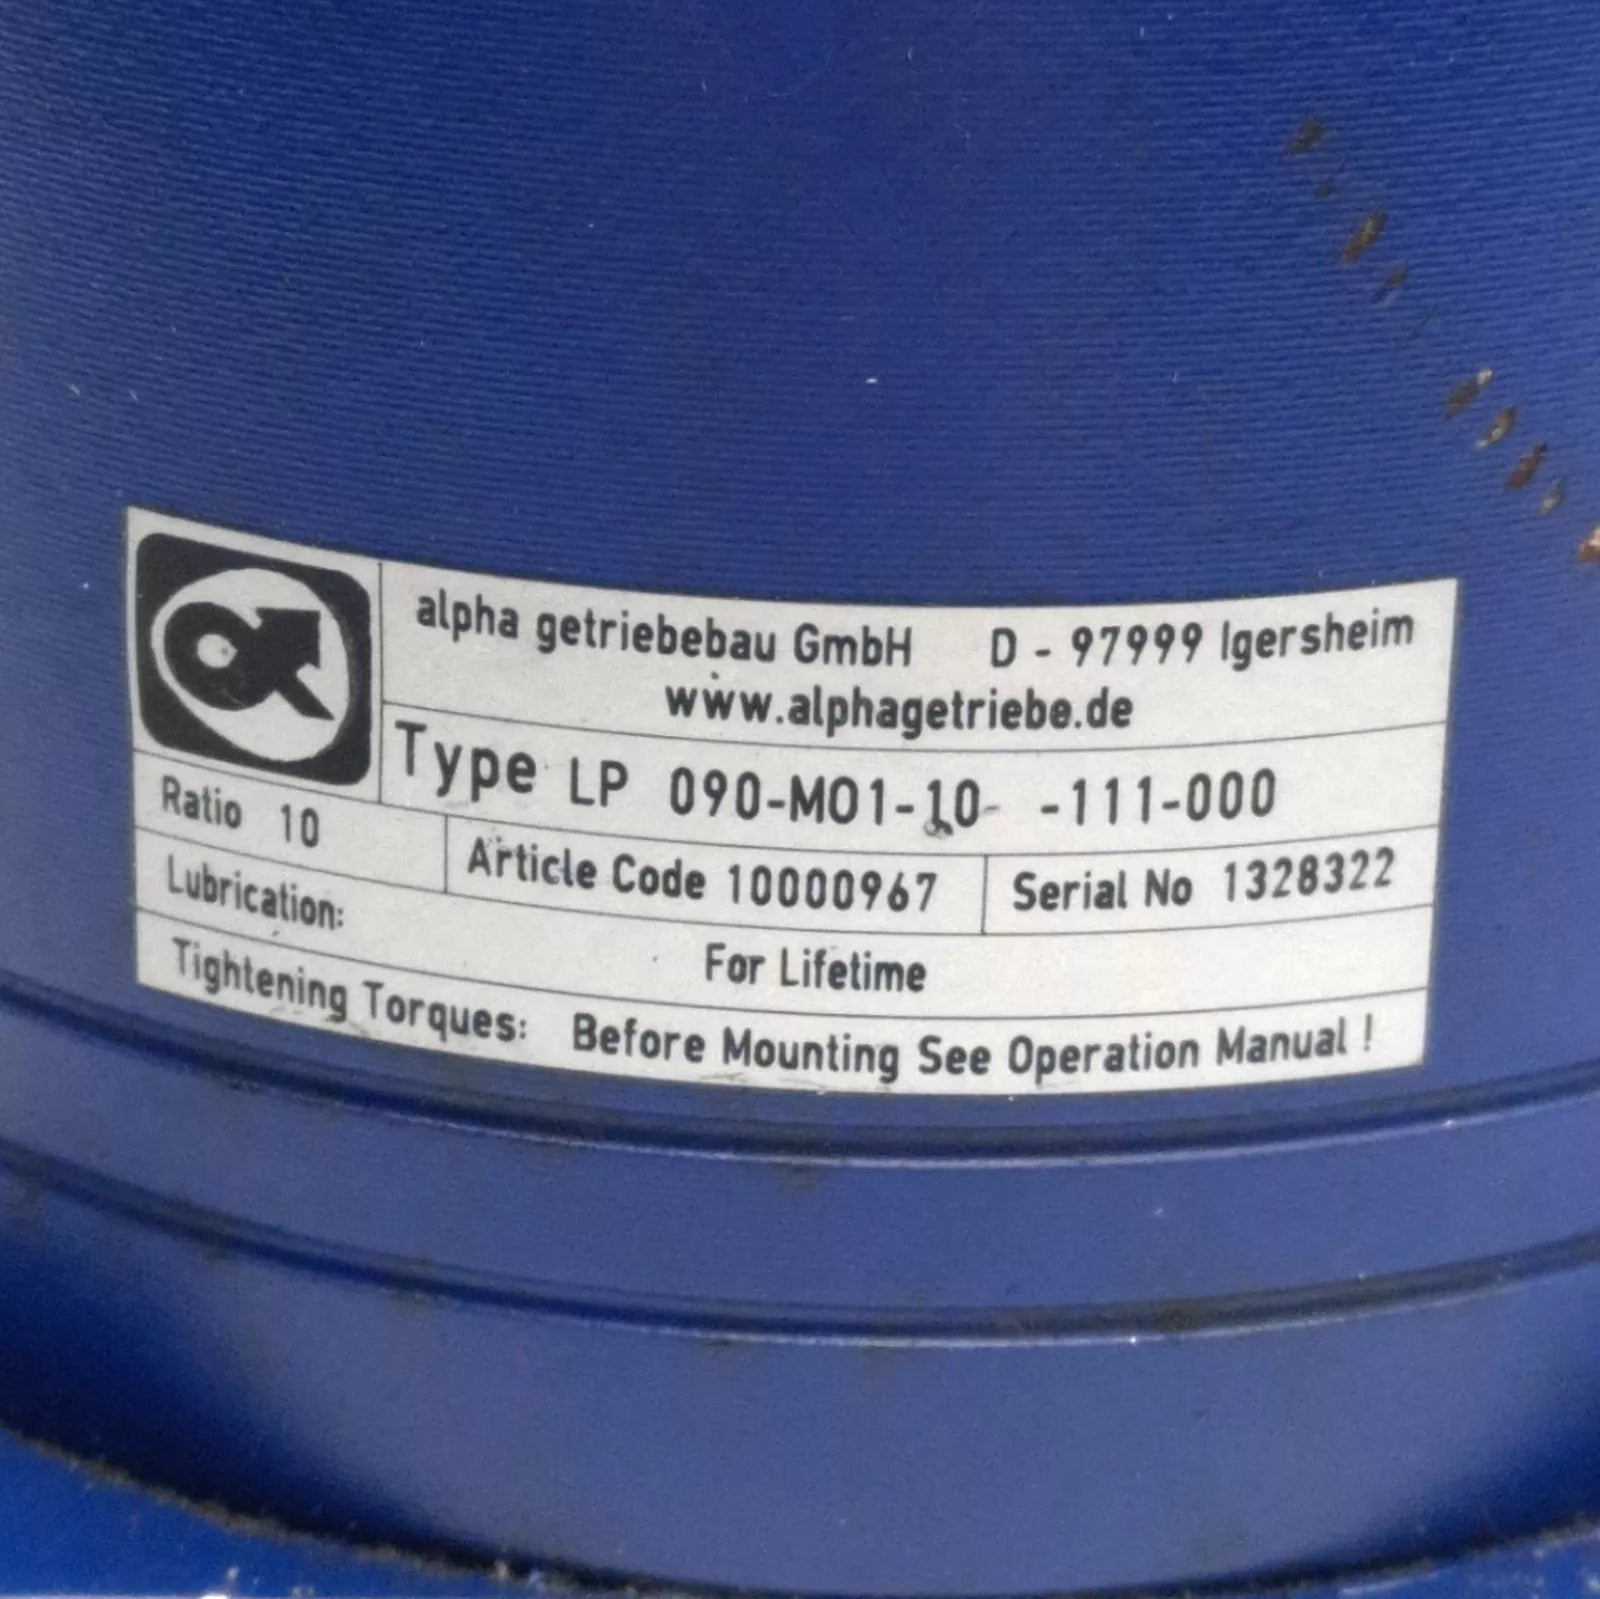 alpha getriebebau GmbH D - 97999 Igersheim
www.alphagetriebe.de
Type LP 090-MO1-10- -111-000
Ratio 10 Article Code 10000967 Serial No 1328322
Lubrication: For Lifetime
Tightening Torques: Before Mounting See Operation Manual !